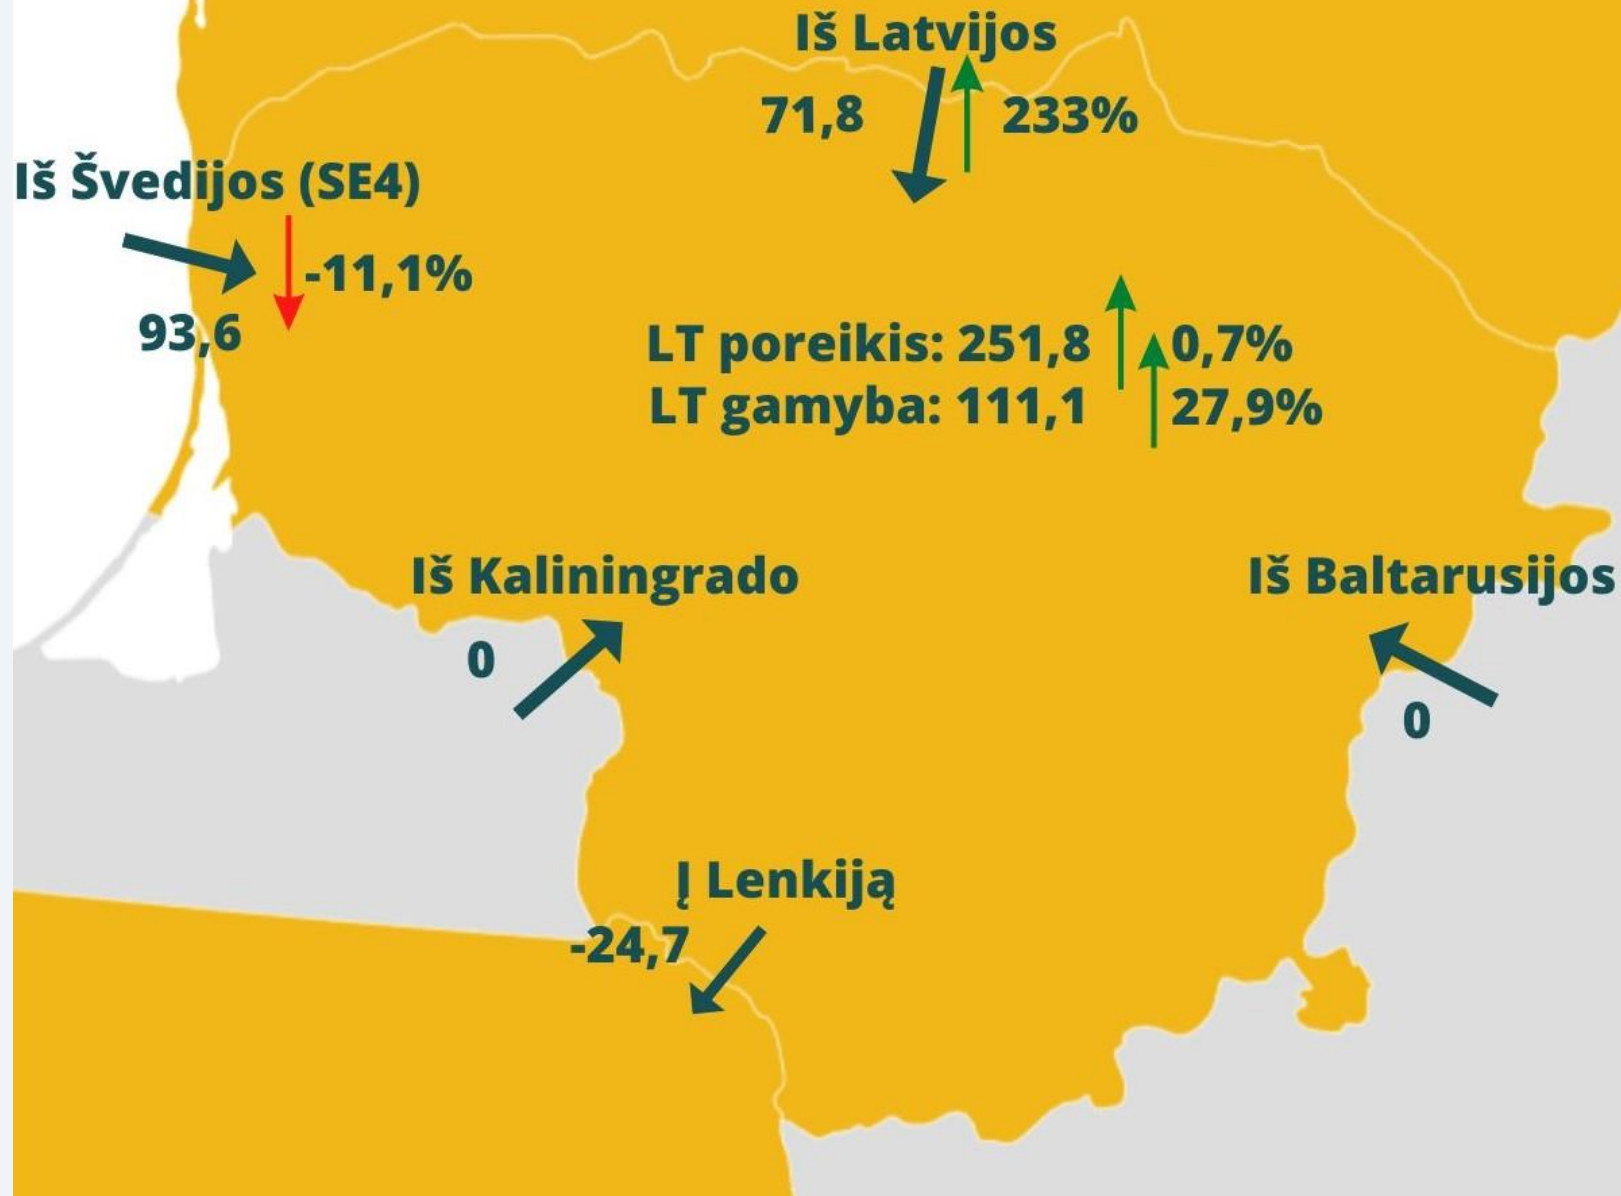 Iš Latvijos
71,8
233%
Iš Švedijos (SE4)
-11,1%
93,6
LT poreikis: 251,8 0,7%
LT gamyba: 111,1 27,9%
Iš Kaliningrado
0
Iš Baltarusijos
0
Į Lenkiją
-24,7